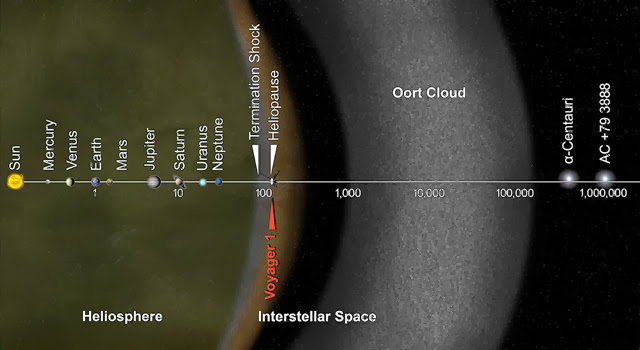 Sun
Mercury
Venus
Earth
Mars
Jupiter
Saturn
Uranus
Neptune
Termination Shock
Heliopause
Oort Cloud
α-Centauri
AC +79 3888
1
10
100
1,000
10,000
100,000
1,000,000
Voyager 1
Heliosphere
Interstellar Space